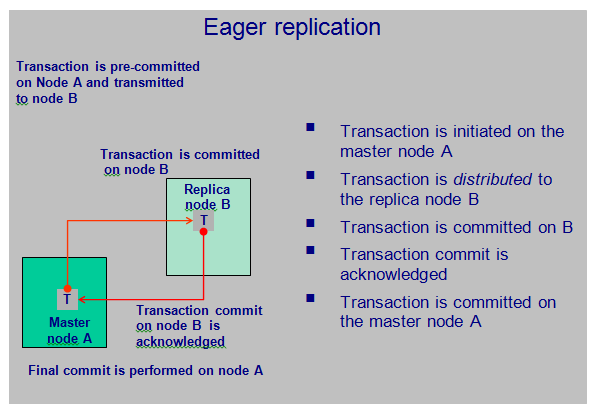 Eager replication
Transaction is pre-committed
on Node A and transmitted
to node B
Transaction is committed
on node B
Replica
node B
T
T
Master
node A
Transaction commit
on node B is
acknowledged
Final commit is performed on node A
Transaction is initiated on the
master node A
Transaction is distributed to
the replica node B
Transaction is committed on B
Transaction commit is
acknowledged
Transaction is committed on
the master node A